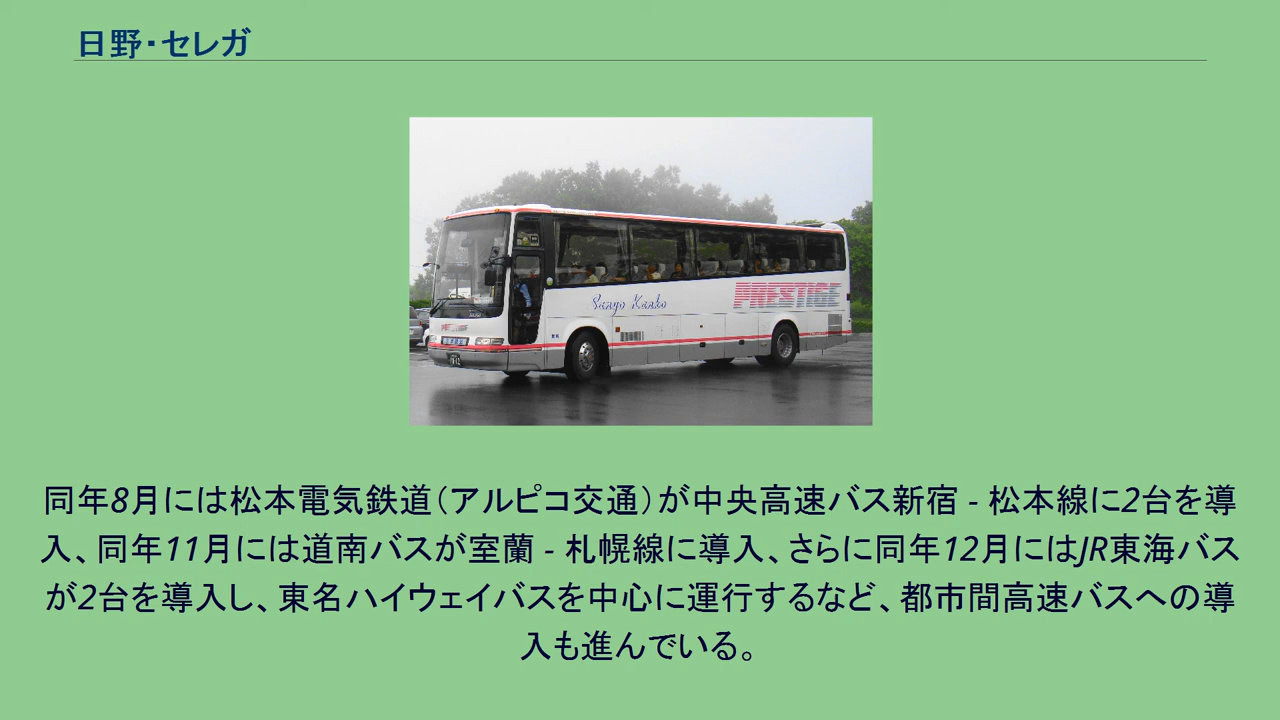 日野・セレガ
Sanyo Kanko
PRESTIGE
同年8月には松本電気鉄道（アルピコ交通）が中央高速バス新宿 - 松本線に2台を導
入、同年11月には道南バスが室蘭 - 札幌線に導入、さらに同年12月にはJR東海バス
が2台を導入し、東名ハイウェイバスを中心に運行するなど、都市間高速バスへの導
入も進んでいる。